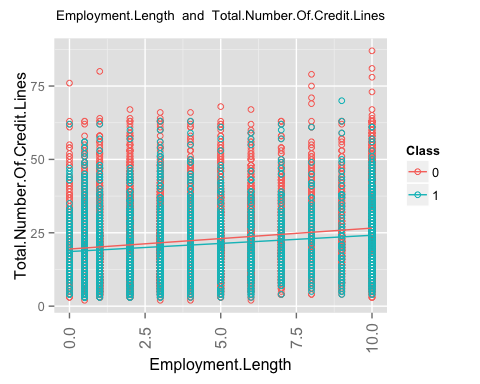 Employment.Length and Total.Number.Of.Credit.Lines
Total.Number.Of.Credit.Lines
75
50
25
0
0.0
2.5
5.0
7.5
10.0
Employment.Length
Class
0
1